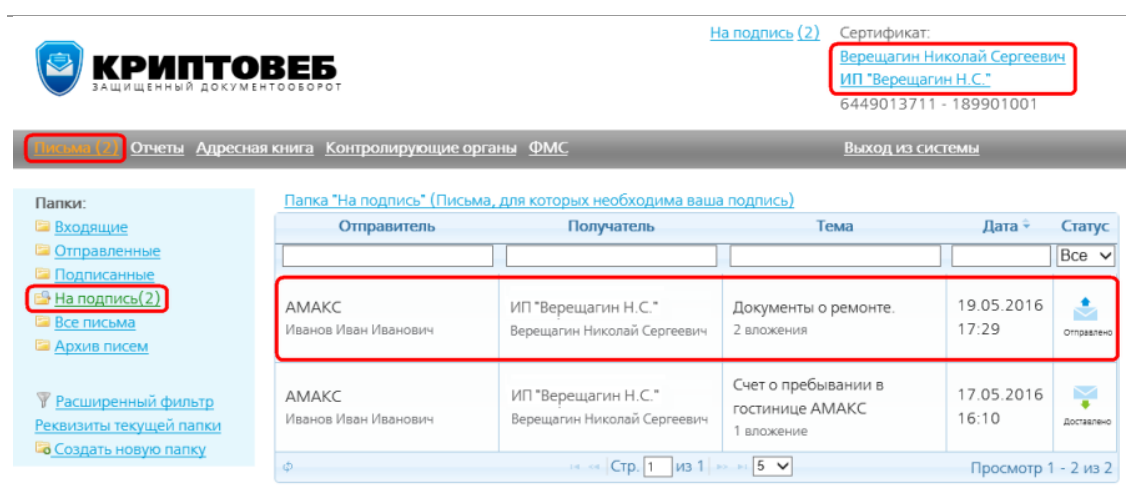 На подпись (2) Сертификат:
Верещагин Николай Сергеевич
ИП "Верещагин Н.С."
6449013711 - 189901001
КРИПТОВЕБ
ЗАЩИЩЕННЫЙ ДОКУМЕНТООБОРОТ
Письма (2) Отчеты Адресная книга Контролирующие органы ФМС Выход из системы
Папки:
Входящие
Отправленные
Подписанные
На подпись(2)
Все письма
Архив писем
Расширенный фильтр
Реквизиты текущей папки
Создать новую папку
Папка "На подпись" (Письма, для которых необходима ваша подпись)
Отправитель Получатель Тема Дата Статус
Все
АМАКС ИП "Верещагин Н.С." Документы о ремонте. 19.05.2016
Иванов Иван Иванович Верещагин Николай Сергеевич 2 вложения 17:29 Отправлено
АМАКС ИП "Верещагин Н.С." Счет о пребывании в 17.05.2016
гостинице АМАКС
Иванов Иван Иванович Верещагин Николай Сергеевич 1 вложение 16:10 Доставлено
Стр. 1 из 1 5 Просмотр 1 - 2 из 2